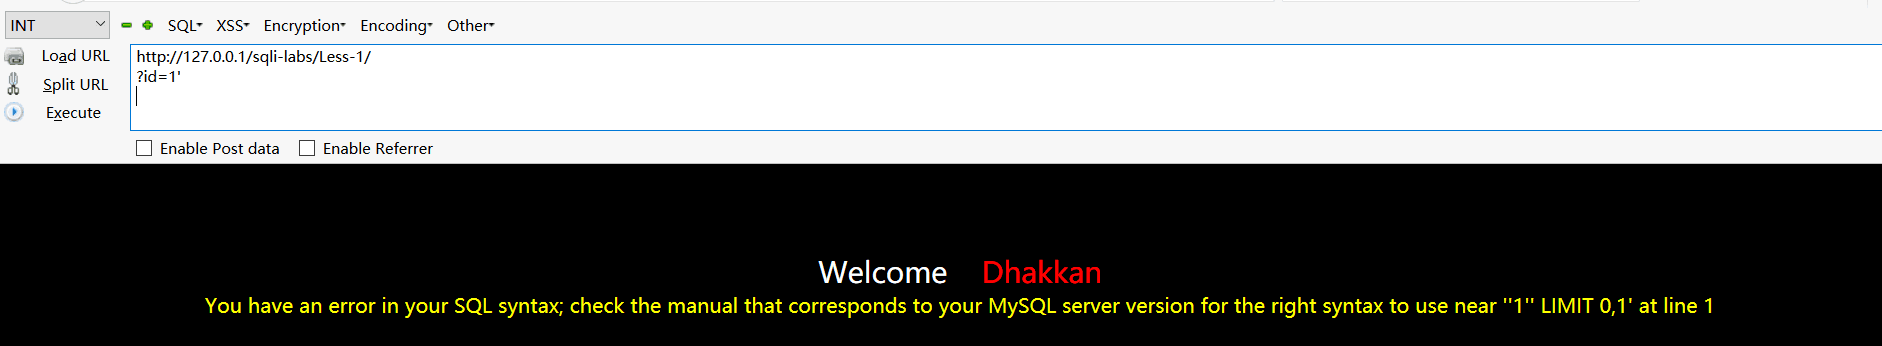 INT SQL XSS Encryption Encoding Other
Load URL http://127.0.0.1/sqli-labs/Less-1/
?id=1'
Split URL
Execute
Enable Post data Enable Referrer
Welcome Dhakkan
You have an error in your SQL syntax; check the manual that corresponds to your MySQL server version for the right syntax to use near ''1'' LIMIT 0,1' at line 1